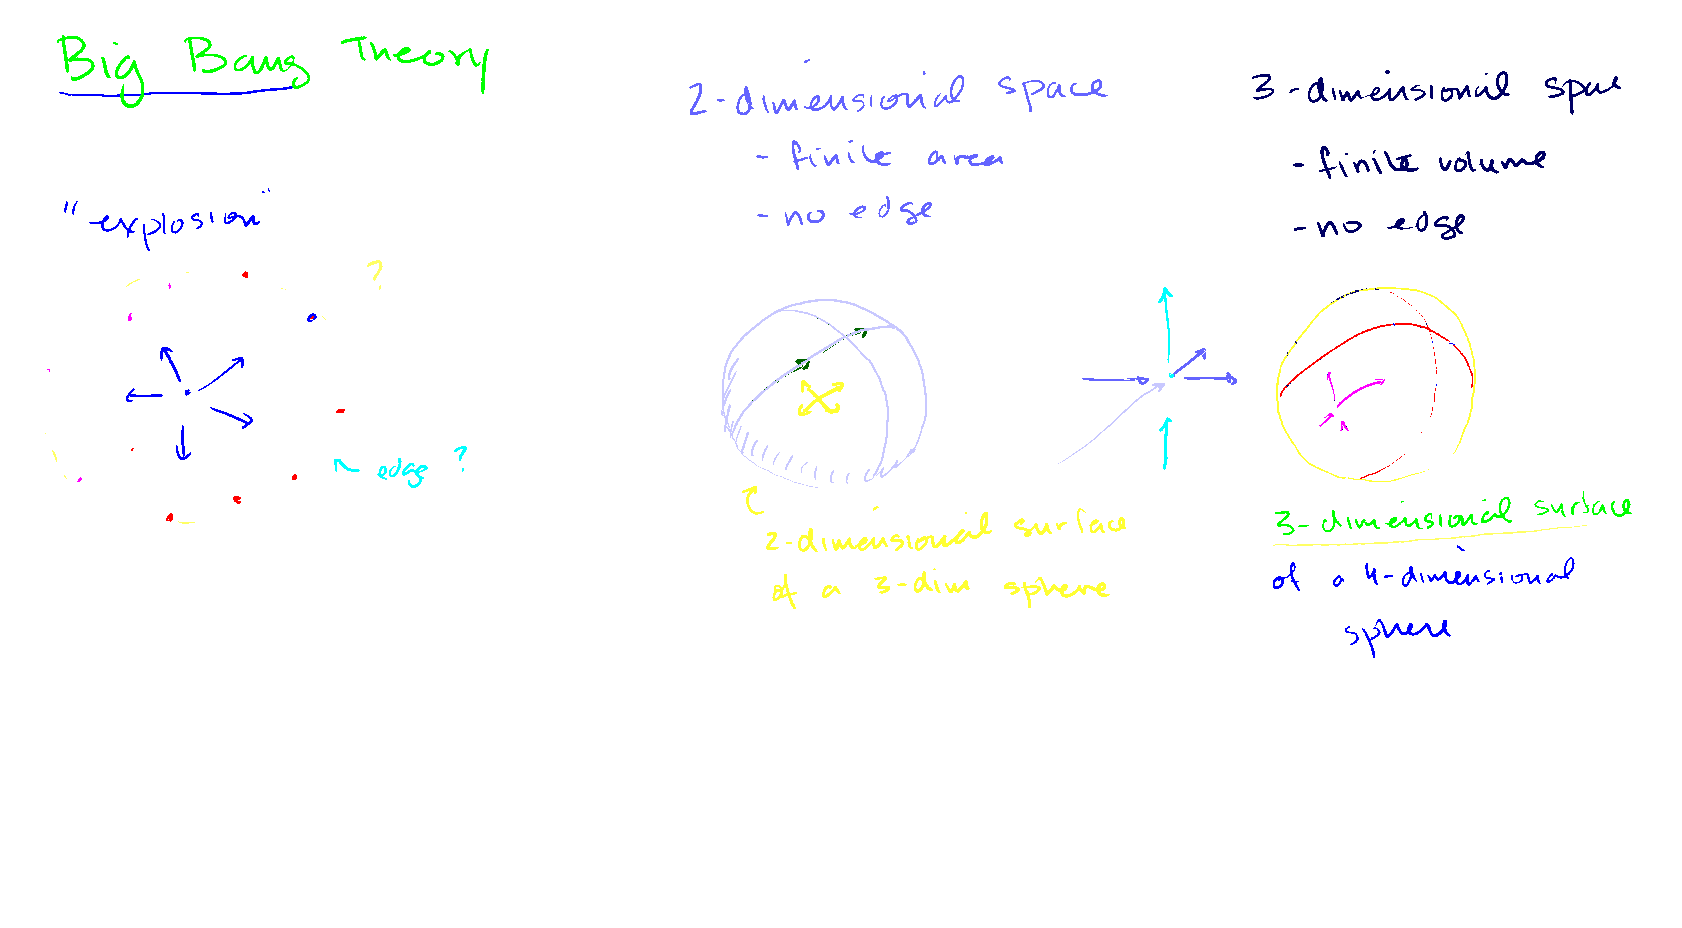 Big Bang Theory
"explosion"
?
edge ?
2-dimensional space
- finite area
- no edge
2-dimensional surface
of a 3-dim sphere
3-dimensional space
- finite volume
- no edge
3-dimensional surface
of a 4-dimensional
sphere